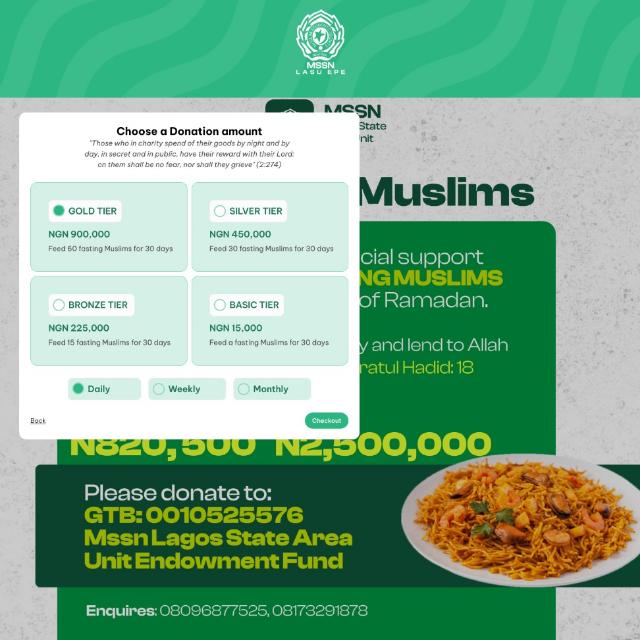 MSSN
LASU EPE
MSSN
State
nit
Choose a Donation amount
"Those who in charity spend of their goods by night and by
day, in secret and in public, have their reward with their Lord:
on them shall be no fear, nor shall they grieve" (2:274)
GOLD TIER
NGN 900,000
Feed 60 fasting Muslims for 30 days
SILVER TIER
NGN 450,000
Feed 30 fasting Muslims for 30 days
BRONZE TIER
NGN 225,000
Feed 15 fasting Muslims for 30 days
BASIC TIER
NGN 15,000
Feed a fasting Muslims for 30 days
Daily
Weekly
Monthly
Back
Checkout
Muslims
cial support
NG MUSLIMS
of Ramadan.
y and lend to Allah
ratul Hadid: 18
N820,500 N2,500,000
Please donate to:
GTB: 0010525576
Mssn Lagos State Area
Unit Endowment Fund
Enquires: 08096877525, 08173291878